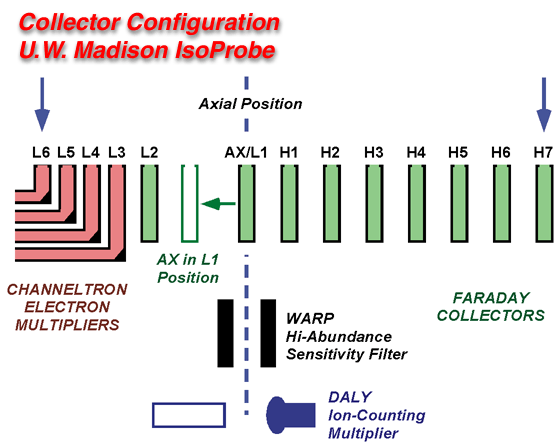 Collector Configuration
U.W. Madison IsoProbe
Axial Position
L6 L5 L4 L3 L2 AX/L1 H1 H2 H3 H4 H5 H6 H7
AX in L1
Position
CHANNELTRON
ELECTRON
MULTIPLIERS
FARADAY
COLLECTORS
WARP
Hi-Abundance
Sensitivity Filter
DALY
Ion-Counting
Multiplier